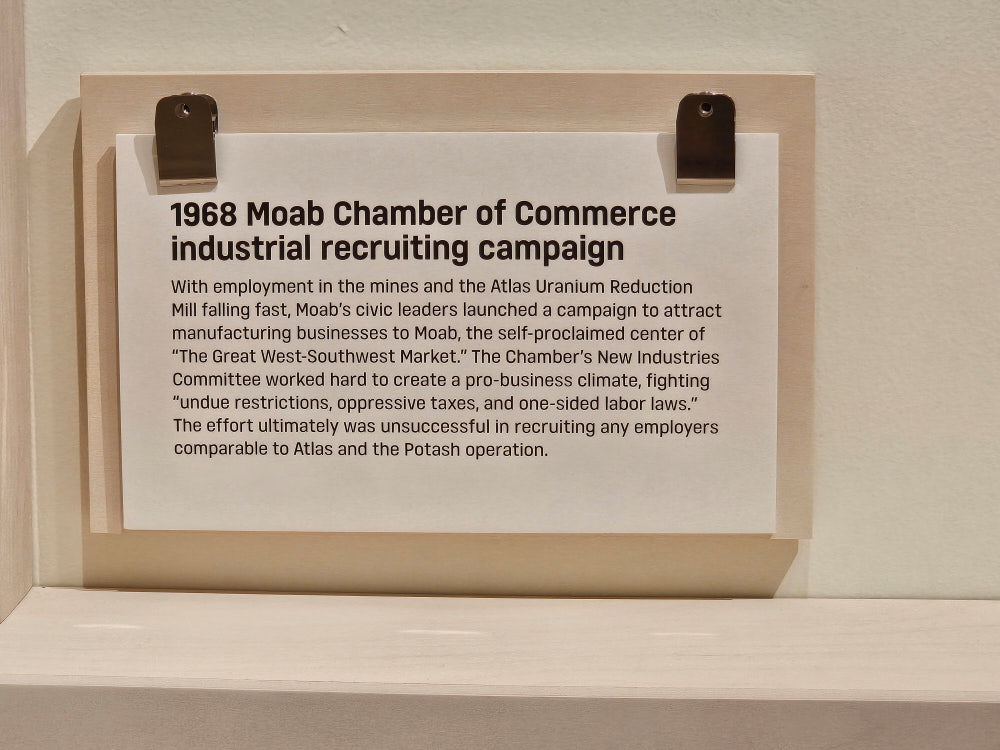 1968 Moab Chamber of Commerce
industrial recruiting campaign
With employment in the mines and the Atlas Uranium Reduction
Mill falling fast, Moab’s civic leaders launched a campaign to attract
manufacturing businesses to Moab, the self-proclaimed center of
“The Great West-Southwest Market.” The Chamber’s New Industries
Committee worked hard to create a pro-business climate, fighting
“undue restrictions, oppressive taxes, and one-sided labor laws.”
The effort ultimately was unsuccessful in recruiting any employers
comparable to Atlas and the Potash operation.